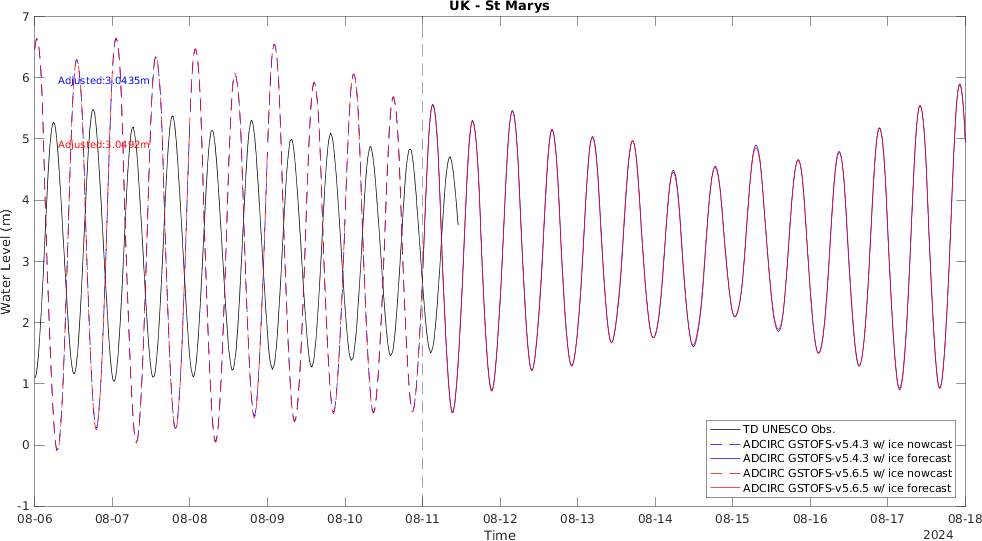 UK - St Marys
7
6
5
4
3
2
1
0
-1
Water Level (m)
Adjusted:3.0435m
Adjusted:3.0492m
TD UNESCO Obs.
ADCIRC GSTOFS-v5.4.3 w/ ice nowcast
ADCIRC GSTOFS-v5.4.3 w/ ice forecast
ADCIRC GSTOFS-v5.6.5 w/ ice nowcast
ADCIRC GSTOFS-v5.6.5 w/ ice forecast
08-06 08-07 08-08 08-09 08-10 08-11 08-12 08-13 08-14 08-15 08-16 08-17 08-18
Time
2024